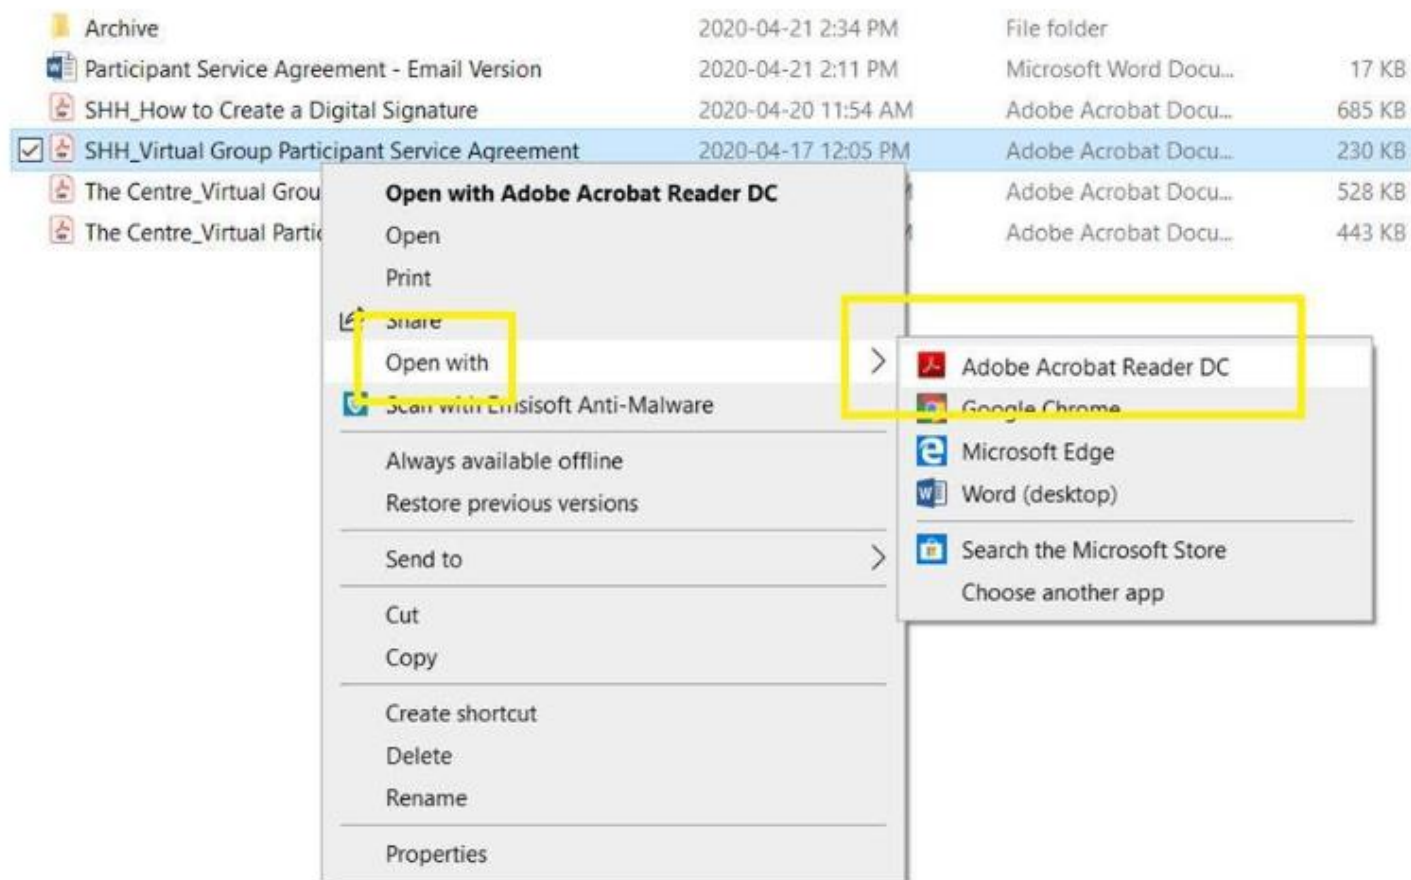 Archive 2020-04-21 2:34 PM File folder
Participant Service Agreement - Email Version 2020-04-21 2:11 PM Microsoft Word Docu... 17 KB
SHH_How to Create a Digital Signature 2020-04-20 11:54 AM Adobe Acrobat Docu... 685 KB
SHH_Virtual Group Participant Service Agreement 2020-04-17 12:05 PM Adobe Acrobat Docu... 230 KB
The Centre_Virtual Grou Adobe Acrobat Docu... 528 KB
The Centre_Virtual Partic Adobe Acrobat Docu... 443 KB
Open with Adobe Acrobat Reader DC
Open
Print
Share
Open with
Scan with Emsisoft Anti-Malware
Always available offline
Restore previous versions
Send to
Cut
Copy
Create shortcut
Delete
Rename
Properties
Adobe Acrobat Reader DC
Google Chrome
Microsoft Edge
Word (desktop)
Search the Microsoft Store
Choose another app